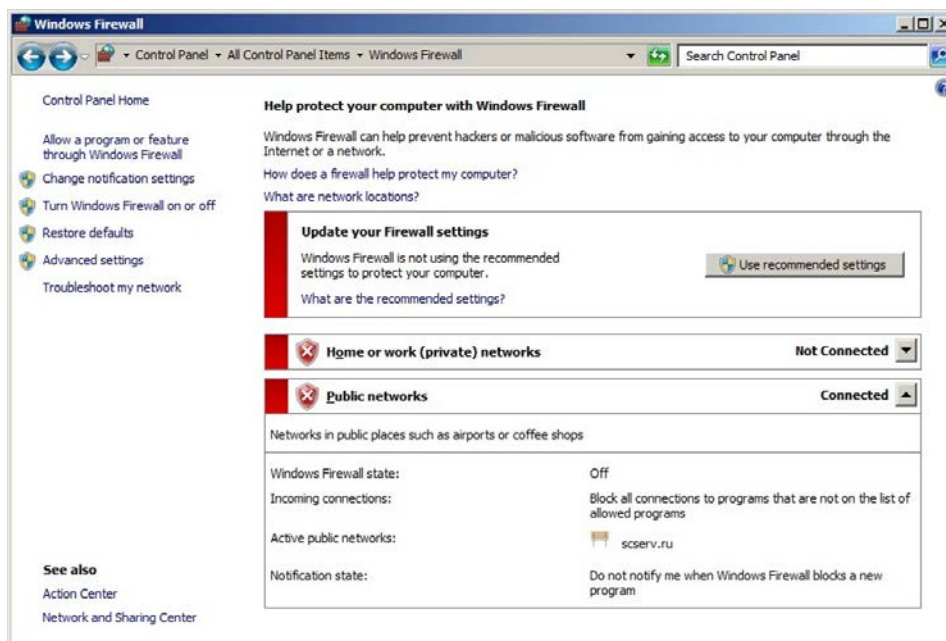 Windows Firewall
Control Panel
All Control Panel Items
Windows Firewall
Search Control Panel
Control Panel Home
Allow a program or feature
through Windows Firewall
Change notification settings
Turn Windows Firewall on or off
Restore defaults
Advanced settings
Troubleshoot my network
See also
Action Center
Network and Sharing Center
Help protect your computer with Windows Firewall
Windows Firewall can help prevent hackers or malicious software from gaining access to your computer through the
Internet or a network.
How does a firewall help protect my computer?
What are network locations?
Update your Firewall settings
Windows Firewall is not using the recommended
settings to protect your computer.
What are the recommended settings?
Use recommended settings
Home or work (private) networks
Not Connected
Public networks
Connected
Networks in public places such as airports or coffee shops
Windows Firewall state:
Off
Incoming connections:
Block all connections to programs that are not on the list of
allowed programs
Active public networks:
scserv.ru
Notification state:
Do not notify me when Windows Firewall blocks a new
program